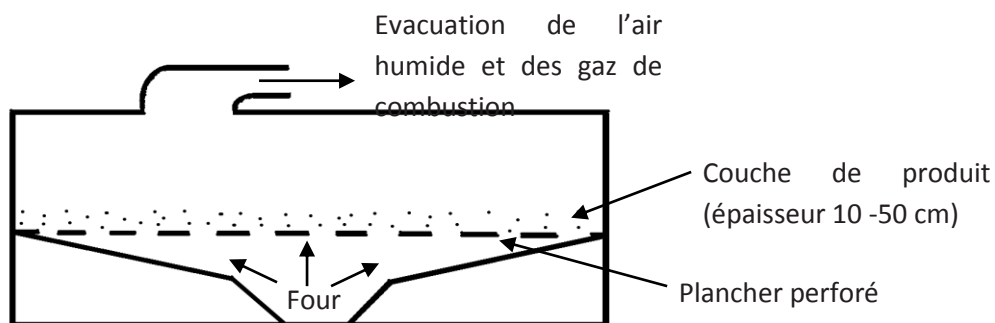 Evacuation de l’air
humide et des gaz de
combustion
Couche de produit
(épaisseur 10 -50 cm)
Four
Plancher perforé